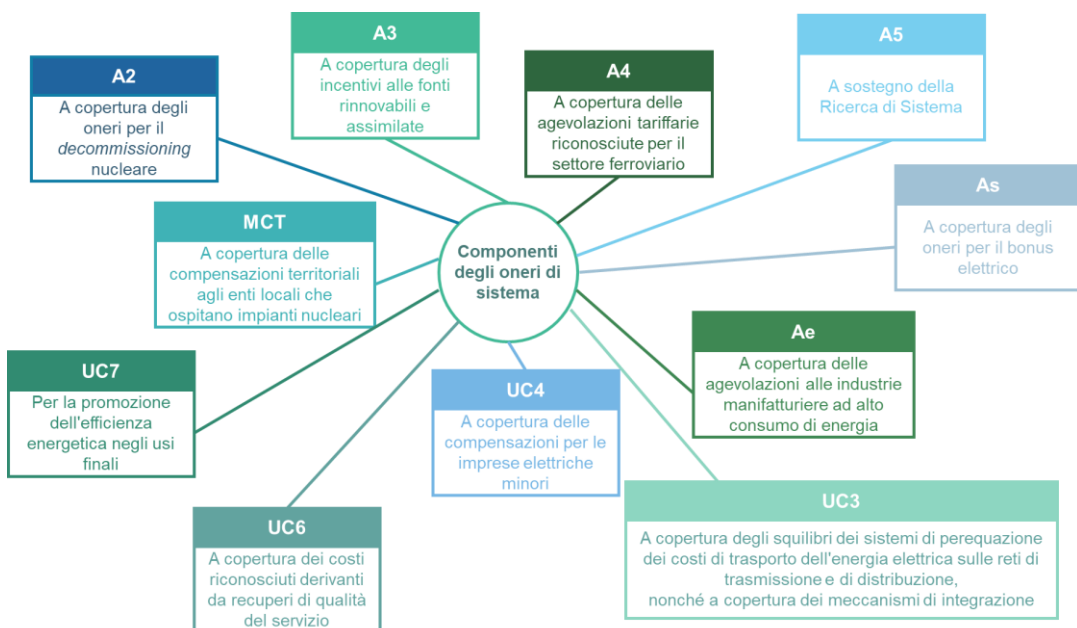 A2
A copertura degli
oneri per il
decommissioning
nucleare
A3
A copertura degli
incentivi alle fonti
rinnovabili e
assimilate
A4
A copertura delle
agevolazioni tariffarie
riconosciute per il
settore ferroviario
A5
A sostegno della
Ricerca di Sistema
As
A copertura degli
oneri per il bonus
elettrico
MCT
A copertura delle
compensazioni territoriali
agli enti locali che
ospitano impianti nucleari
Componenti
degli oneri di
sistema
Ae
A copertura delle
agevolazioni alle industrie
manifatturiere ad alto
consumo di energia
UC7
Per la promozione
dell'efficienza
energetica negli usi
finali
UC4
A copertura delle
compensazioni per le
imprese elettriche
minori
UC6
A copertura dei costi
riconosciuti derivanti
da recuperi di qualità
del servizio
UC3
A copertura degli squilibri dei sistemi di perequazione
dei costi di trasporto dell'energia elettrica sulle reti di
trasmissione e di distribuzione,
nonché a copertura dei meccanismi di integrazione